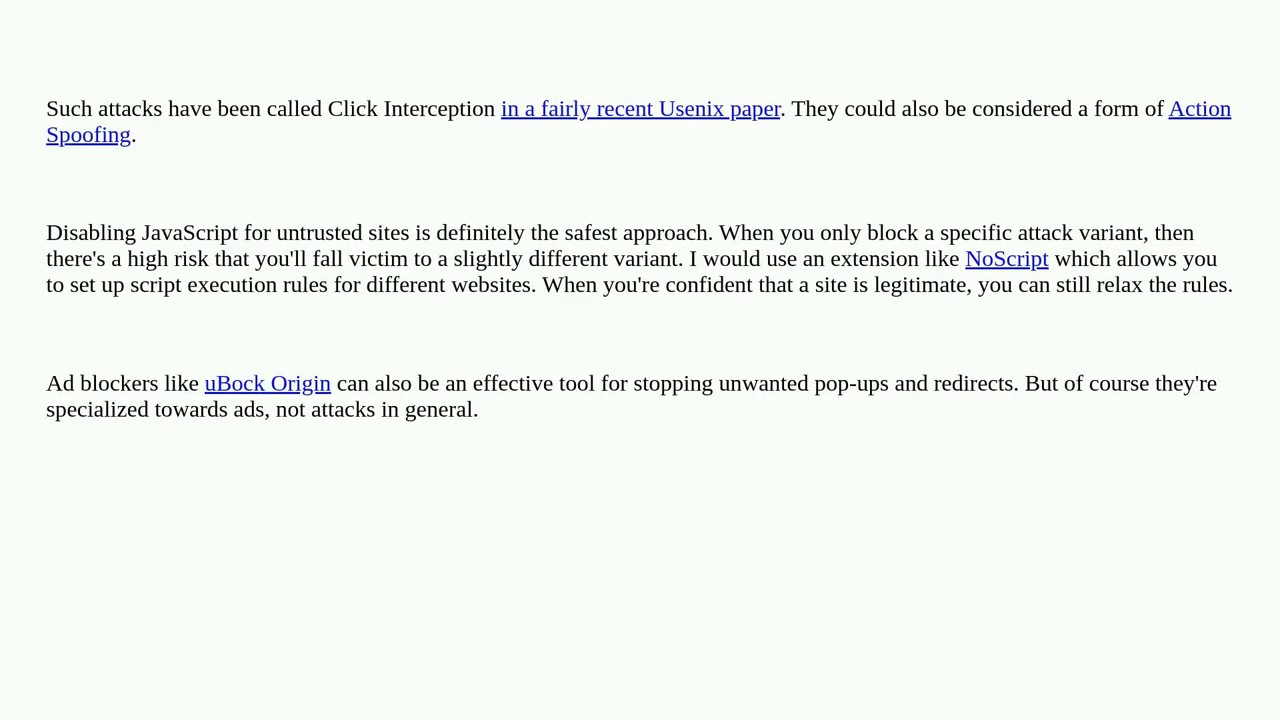 Such attacks have been called Click Interception in a fairly recent Usenix paper. They could also be considered a form of Action
Spoofing.
Disabling JavaScript for untrusted sites is definitely the safest approach. When you only block a specific attack variant, then
there's a high risk that you'll fall victim to a slightly different variant. I would use an extension like NoScript which allows you
to set up script execution rules for different websites. When you're confident that a site is legitimate, you can still relax the rules.
Ad blockers like uBock Origin can also be an effective tool for stopping unwanted pop-ups and redirects. But of course they're
specialized towards ads, not attacks in general.